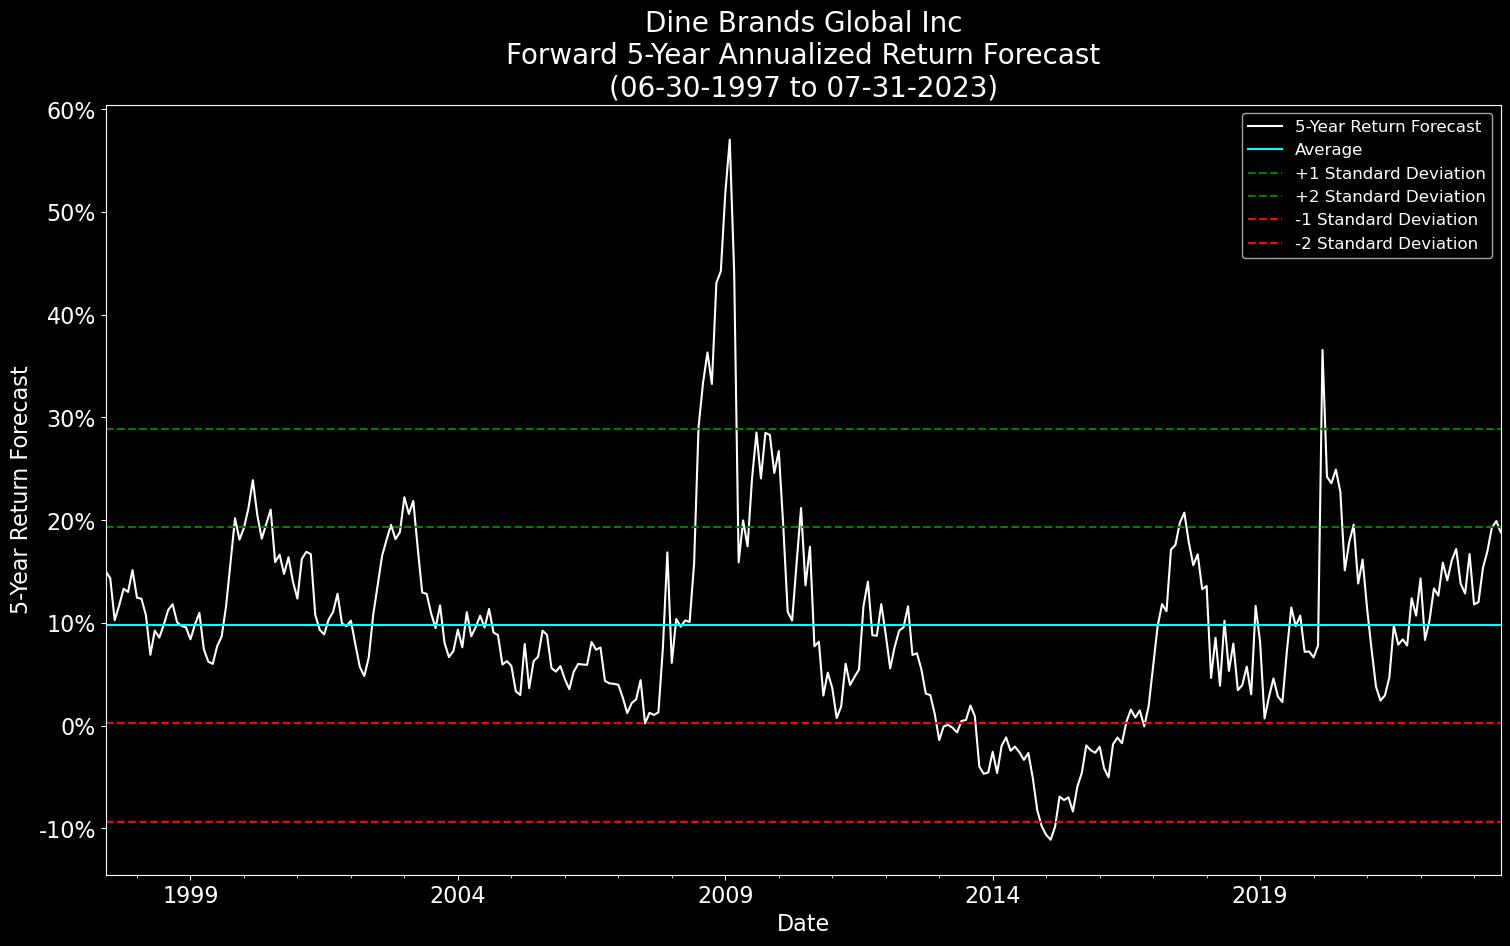 Dine Brands Global Inc
Forward 5-Year Annualized Return Forecast
(06-30-1997 to 07-31-2023)
60%
50%
40%
30%
20%
10%
0%
-10%
5-Year Return Forecast
5-Year Return Forecast
Average
+1 Standard Deviation
+2 Standard Deviation
-1 Standard Deviation
-2 Standard Deviation
1999 2004 2009 2014 2019
Date